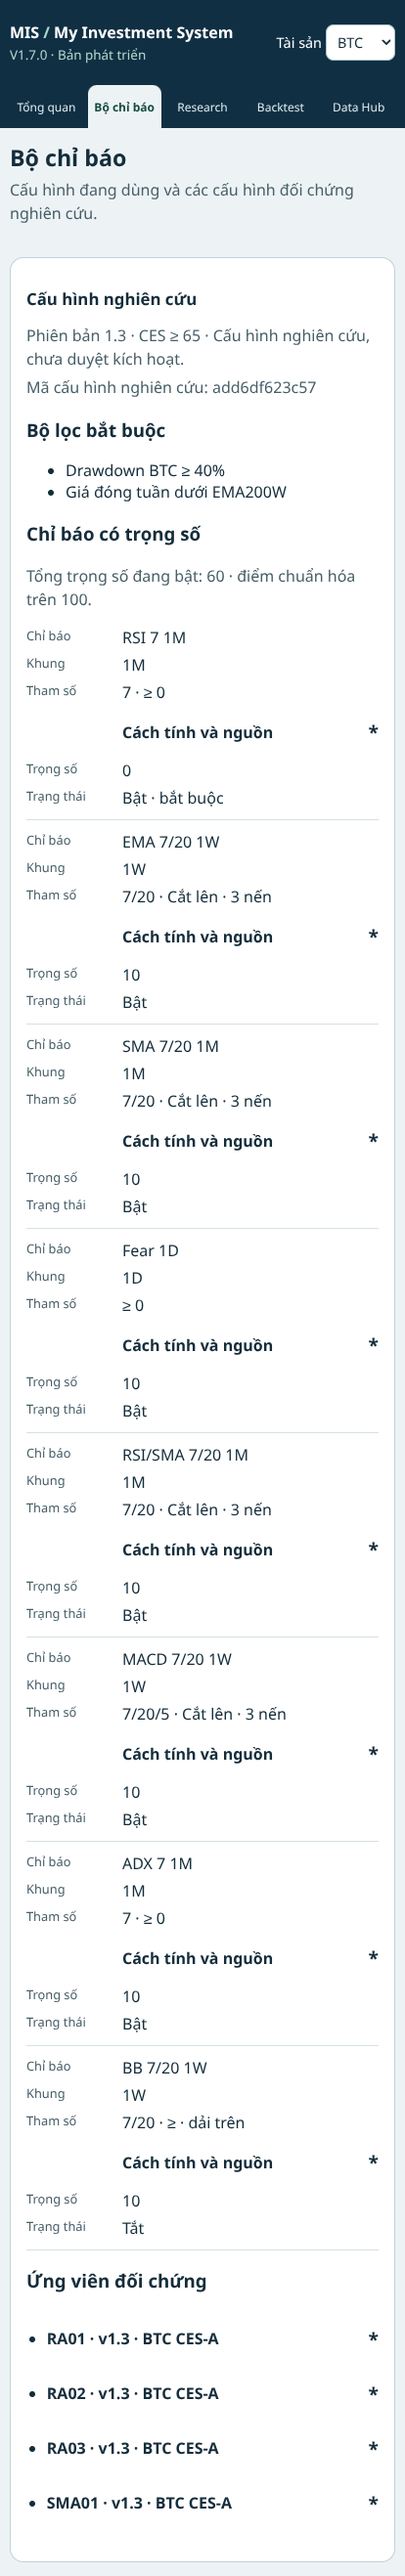 MIS / My Investment System
V1.7.0 · Bản phát triển
Tài sản BTC
Tổng quan Bộ chỉ báo Research Backtest Data Hub
Bộ chỉ báo
Cấu hình đang dùng và các cấu hình đối chứng
nghiên cứu.
Cấu hình nghiên cứu
Phiên bản 1.3 · CES ≥ 65 · Cấu hình nghiên cứu,
chưa duyệt kích hoạt.
Mã cấu hình nghiên cứu: add6df623c57
Bộ lọc bắt buộc
• Drawdown BTC ≥ 40%
• Giá đóng tuần dưới EMA200W
Chỉ báo có trọng số
Tổng trọng số đang bật: 60 · điểm chuẩn hóa
trên 100.
Chỉ báo RSI 7 1M
Khung 1M
Tham số 7 · ≥ 0
Cách tính và nguồn *
Trọng số 0
Trạng thái Bật · bắt buộc
Chỉ báo EMA 7/20 1W
Khung 1W
Tham số 7/20 · Cắt lên · 3 nến
Cách tính và nguồn *
Trọng số 10
Trạng thái Bật
Chỉ báo SMA 7/20 1M
Khung 1M
Tham số 7/20 · Cắt lên · 3 nến
Cách tính và nguồn *
Trọng số 10
Trạng thái Bật
Chỉ báo Fear 1D
Khung 1D
Tham số ≥ 0
Cách tính và nguồn *
Trọng số 10
Trạng thái Bật
Chỉ báo RSI/SMA 7/20 1M
Khung 1M
Tham số 7/20 · Cắt lên · 3 nến
Cách tính và nguồn *
Trọng số 10
Trạng thái Bật
Chỉ báo MACD 7/20 1W
Khung 1W
Tham số 7/20/5 · Cắt lên · 3 nến
Cách tính và nguồn *
Trọng số 10
Trạng thái Bật
Chỉ báo ADX 7 1M
Khung 1M
Tham số 7 · ≥ 0
Cách tính và nguồn *
Trọng số 10
Trạng thái Bật
Chỉ báo BB 7/20 1W
Khung 1W
Tham số 7/20 · ≥ · dải trên
Cách tính và nguồn *
Trọng số 10
Trạng thái Tắt
Ứng viên đối chứng
• RA01 · v1.3 · BTC CES-A *
• RA02 · v1.3 · BTC CES-A *
• RA03 · v1.3 · BTC CES-A *
• SMA01 · v1.3 · BTC CES-A *